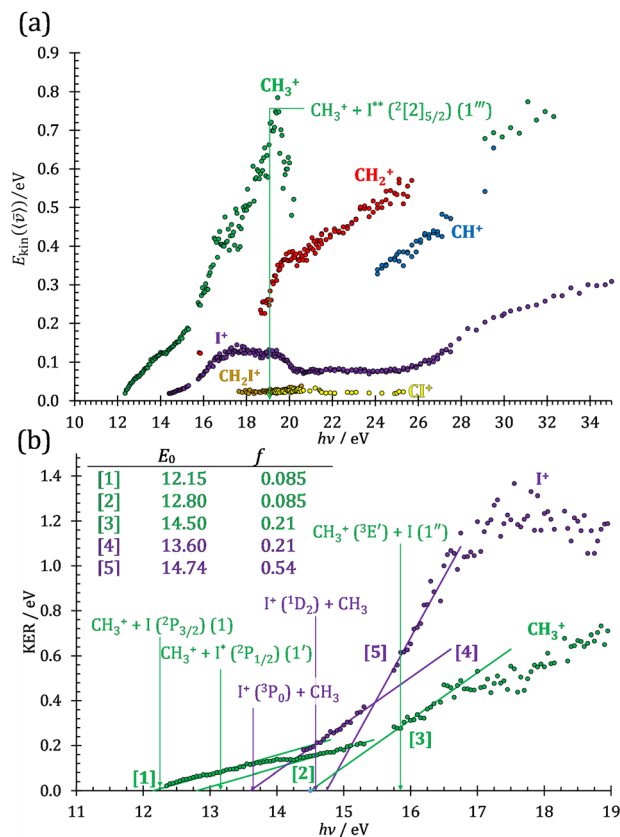 (a)
0.9
0.8
0.7
0.6
0.5
0.4
0.3
0.2
0.1
0.0
E_kin(⟨ṽ⟩)/eV
CH₃⁺
CH₃⁺ + I** (²[2]₅/₂) (1‴)
CH₂⁺
CH⁺
I⁺
CH₂I⁺
CI⁺
10 15 20 25 30 35
12 14 16 18 20 22 24 26 28 30 32 34
hν / eV
(b)
E₀ f
[1] 12.15 0.085
[2] 12.80 0.085
[3] 14.50 0.21
[4] 13.60 0.21
[5] 14.74 0.54
1.4
1.2
1.0
0.8
0.6
0.4
0.2
0.0
KER / eV
I⁺
CH₃⁺ (³E′) + I (1″)
I⁺ (¹D₂) + CH₃
CH₃⁺ + I (²P₃/₂) (1)
CH₃⁺ + I* (²P₁/₂) (1′)
I⁺ (³P₀) + CH₃
[5]
[4]
CH₃⁺
[3]
[1]
[2]
11 12 13 14 15 16 17 18 19
hν / eV